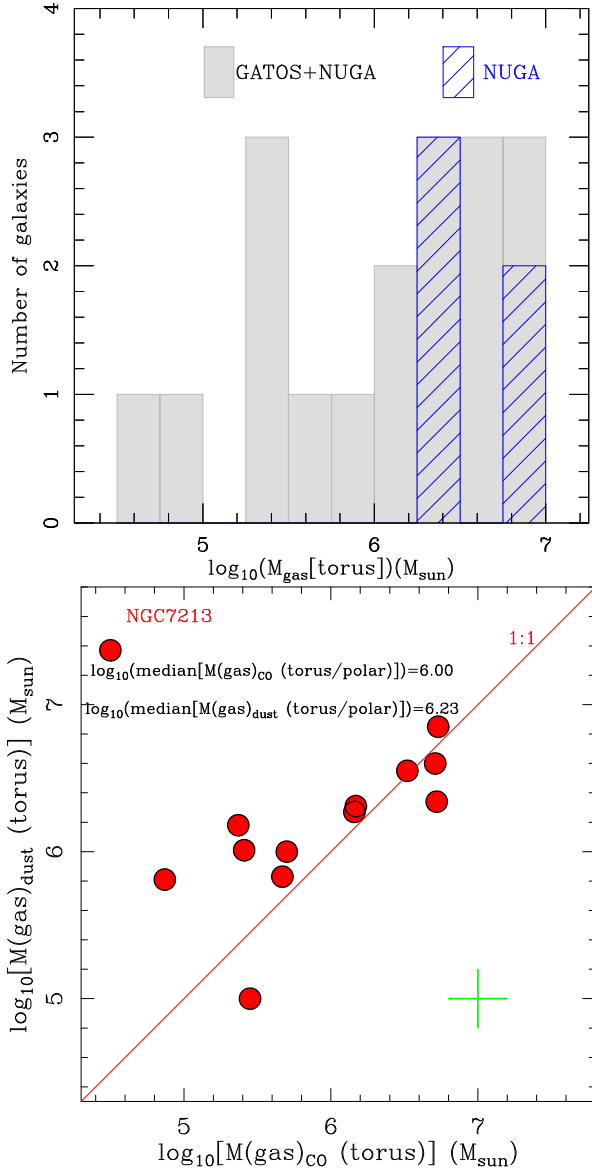 4
3
2
1
0
Number of galaxies
GATOS+NUGA
NUGA
5
6
7
log10(Mgas[torus])(Msun)
NGC7213
1:1
log10(median[M(gas)CO (torus/polar)])=6.00
log10(median[M(gas)dust (torus/polar)])=6.23
7
6
5
log10[M(gas)dust (torus)] (Msun)
5
6
7
log10[M(gas)CO (torus)] (Msun)